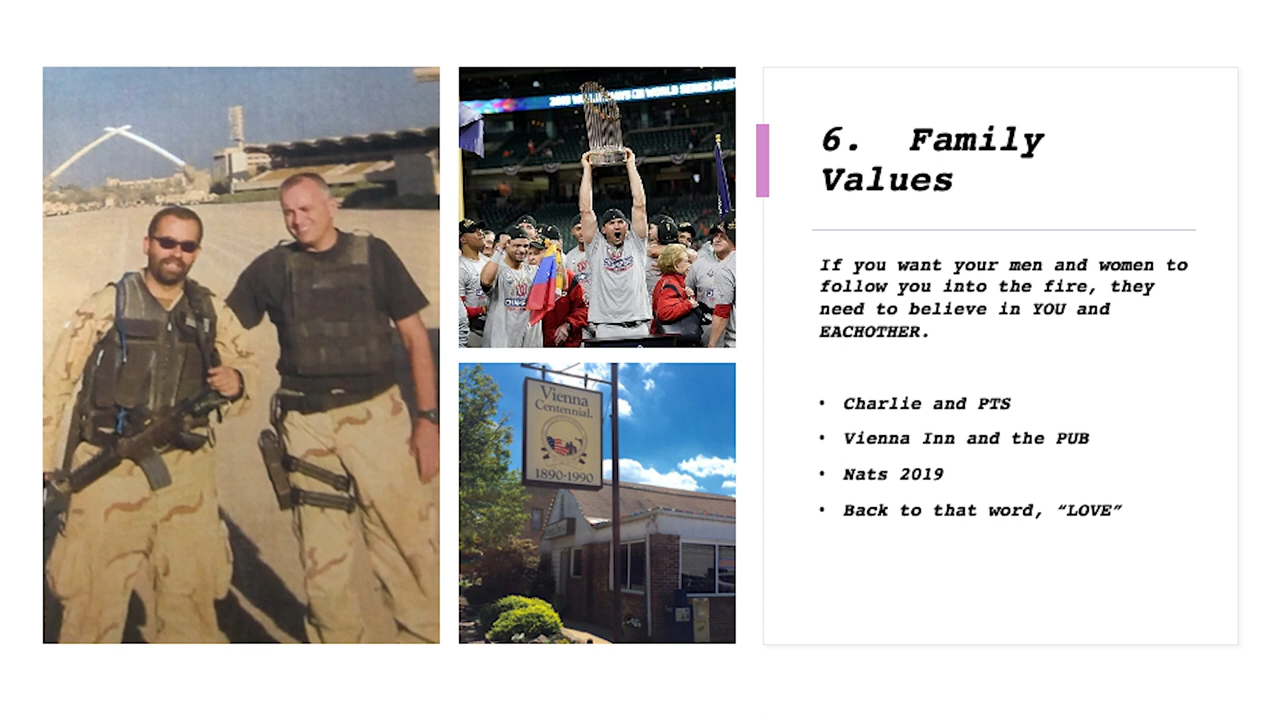 6. Family
Values
If you want your men and women to
follow you into the fire, they
need to believe in YOU and
EACHOTHER.
• Charlie and PTS
• Vienna Inn and the PUB
• Nats 2019
• Back to that word, “LOVE”
Vienna
Centennial.
1890-1990
WORLD SERIES